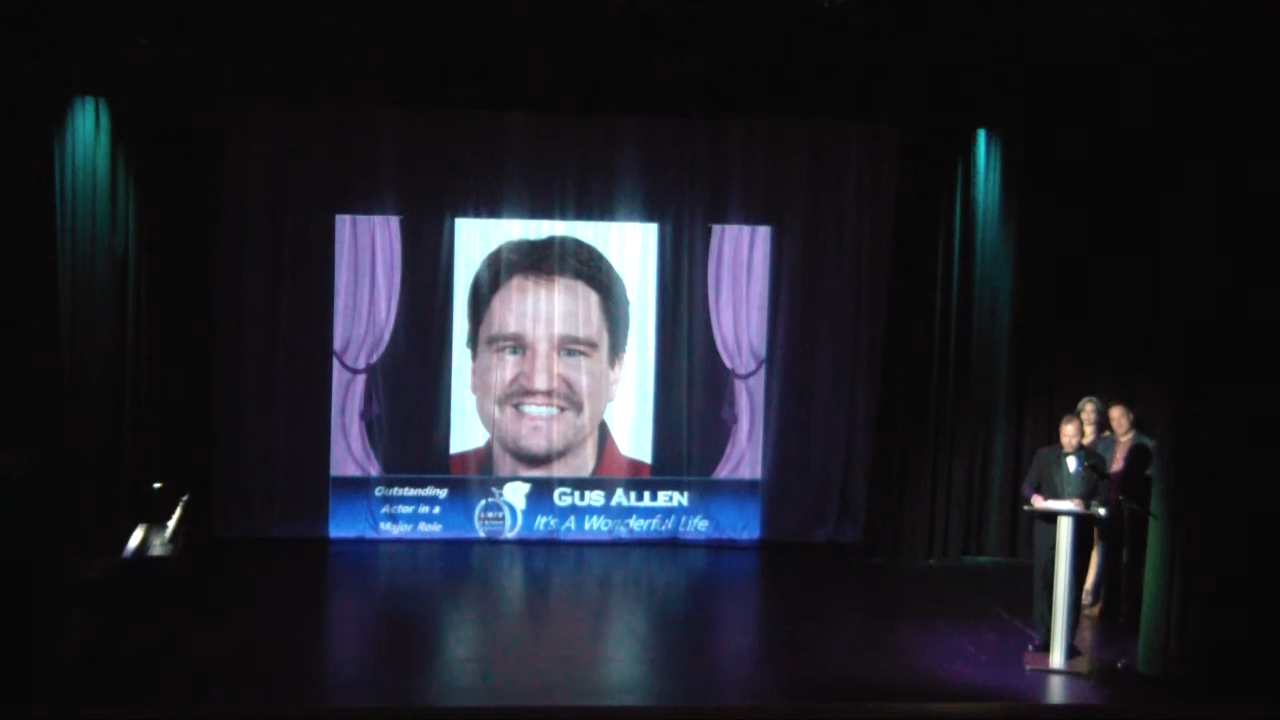 Outstanding
Actor in a
Major Role
GUS ALLEN
It's A Wonderful Life